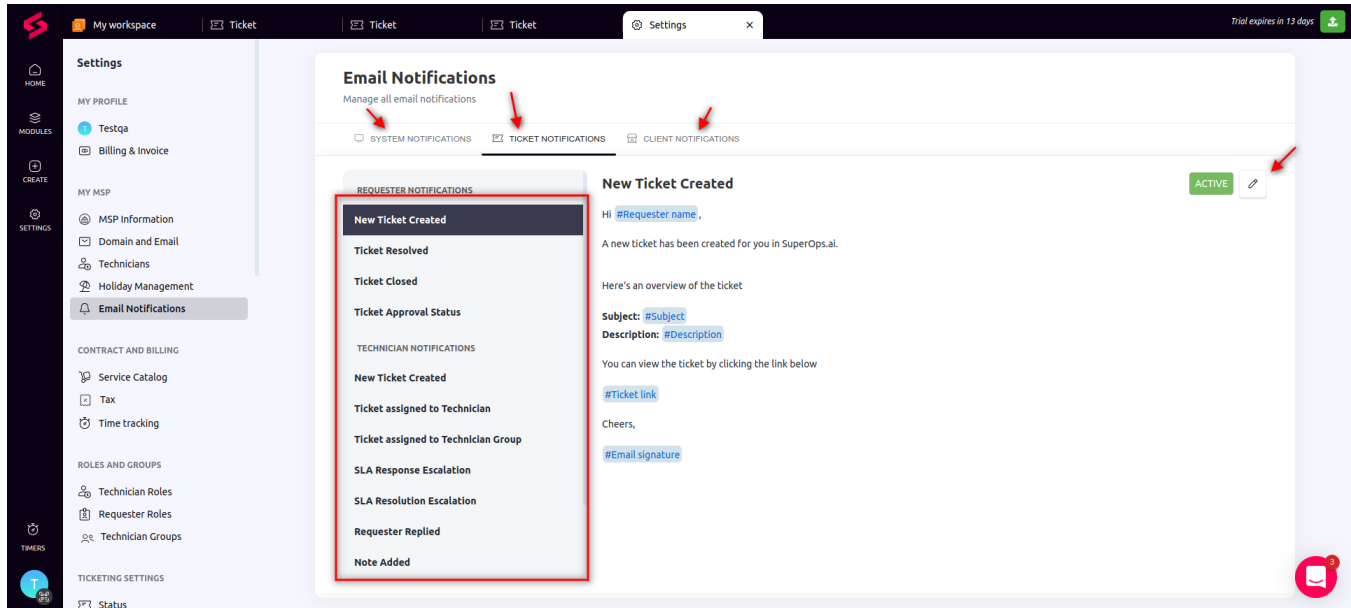 My workspace
Ticket
Ticket
Ticket
Settings
Trial expires in 13 days
HOME
MODULES
CREATE
SETTINGS
TIMERS
T
Settings
MY PROFILE
T
Testqa
Billing & Invoice
MY MSP
MSP Information
Domain and Email
Technicians
Holiday Management
Email Notifications
CONTRACT AND BILLING
Service Catalog
Tax
Time tracking
ROLES AND GROUPS
Technician Roles
Requester Roles
Technician Groups
TICKETING SETTINGS
Status
Email Notifications
Manage all email notifications
SYSTEM NOTIFICATIONS
TICKET NOTIFICATIONS
CLIENT NOTIFICATIONS
REQUESTER NOTIFICATIONS
New Ticket Created
Ticket Resolved
Ticket Closed
Ticket Approval Status
TECHNICIAN NOTIFICATIONS
New Ticket Created
Ticket assigned to Technician
Ticket assigned to Technician Group
SLA Response Escalation
SLA Resolution Escalation
Requester Replied
Note Added
New Ticket Created
ACTIVE
Hi #Requester name ,
A new ticket has been created for you in SuperOps.ai.
Here's an overview of the ticket
Subject: #Subject
Description: #Description
You can view the ticket by clicking the link below
#Ticket link
Cheers,
#Email signature
3